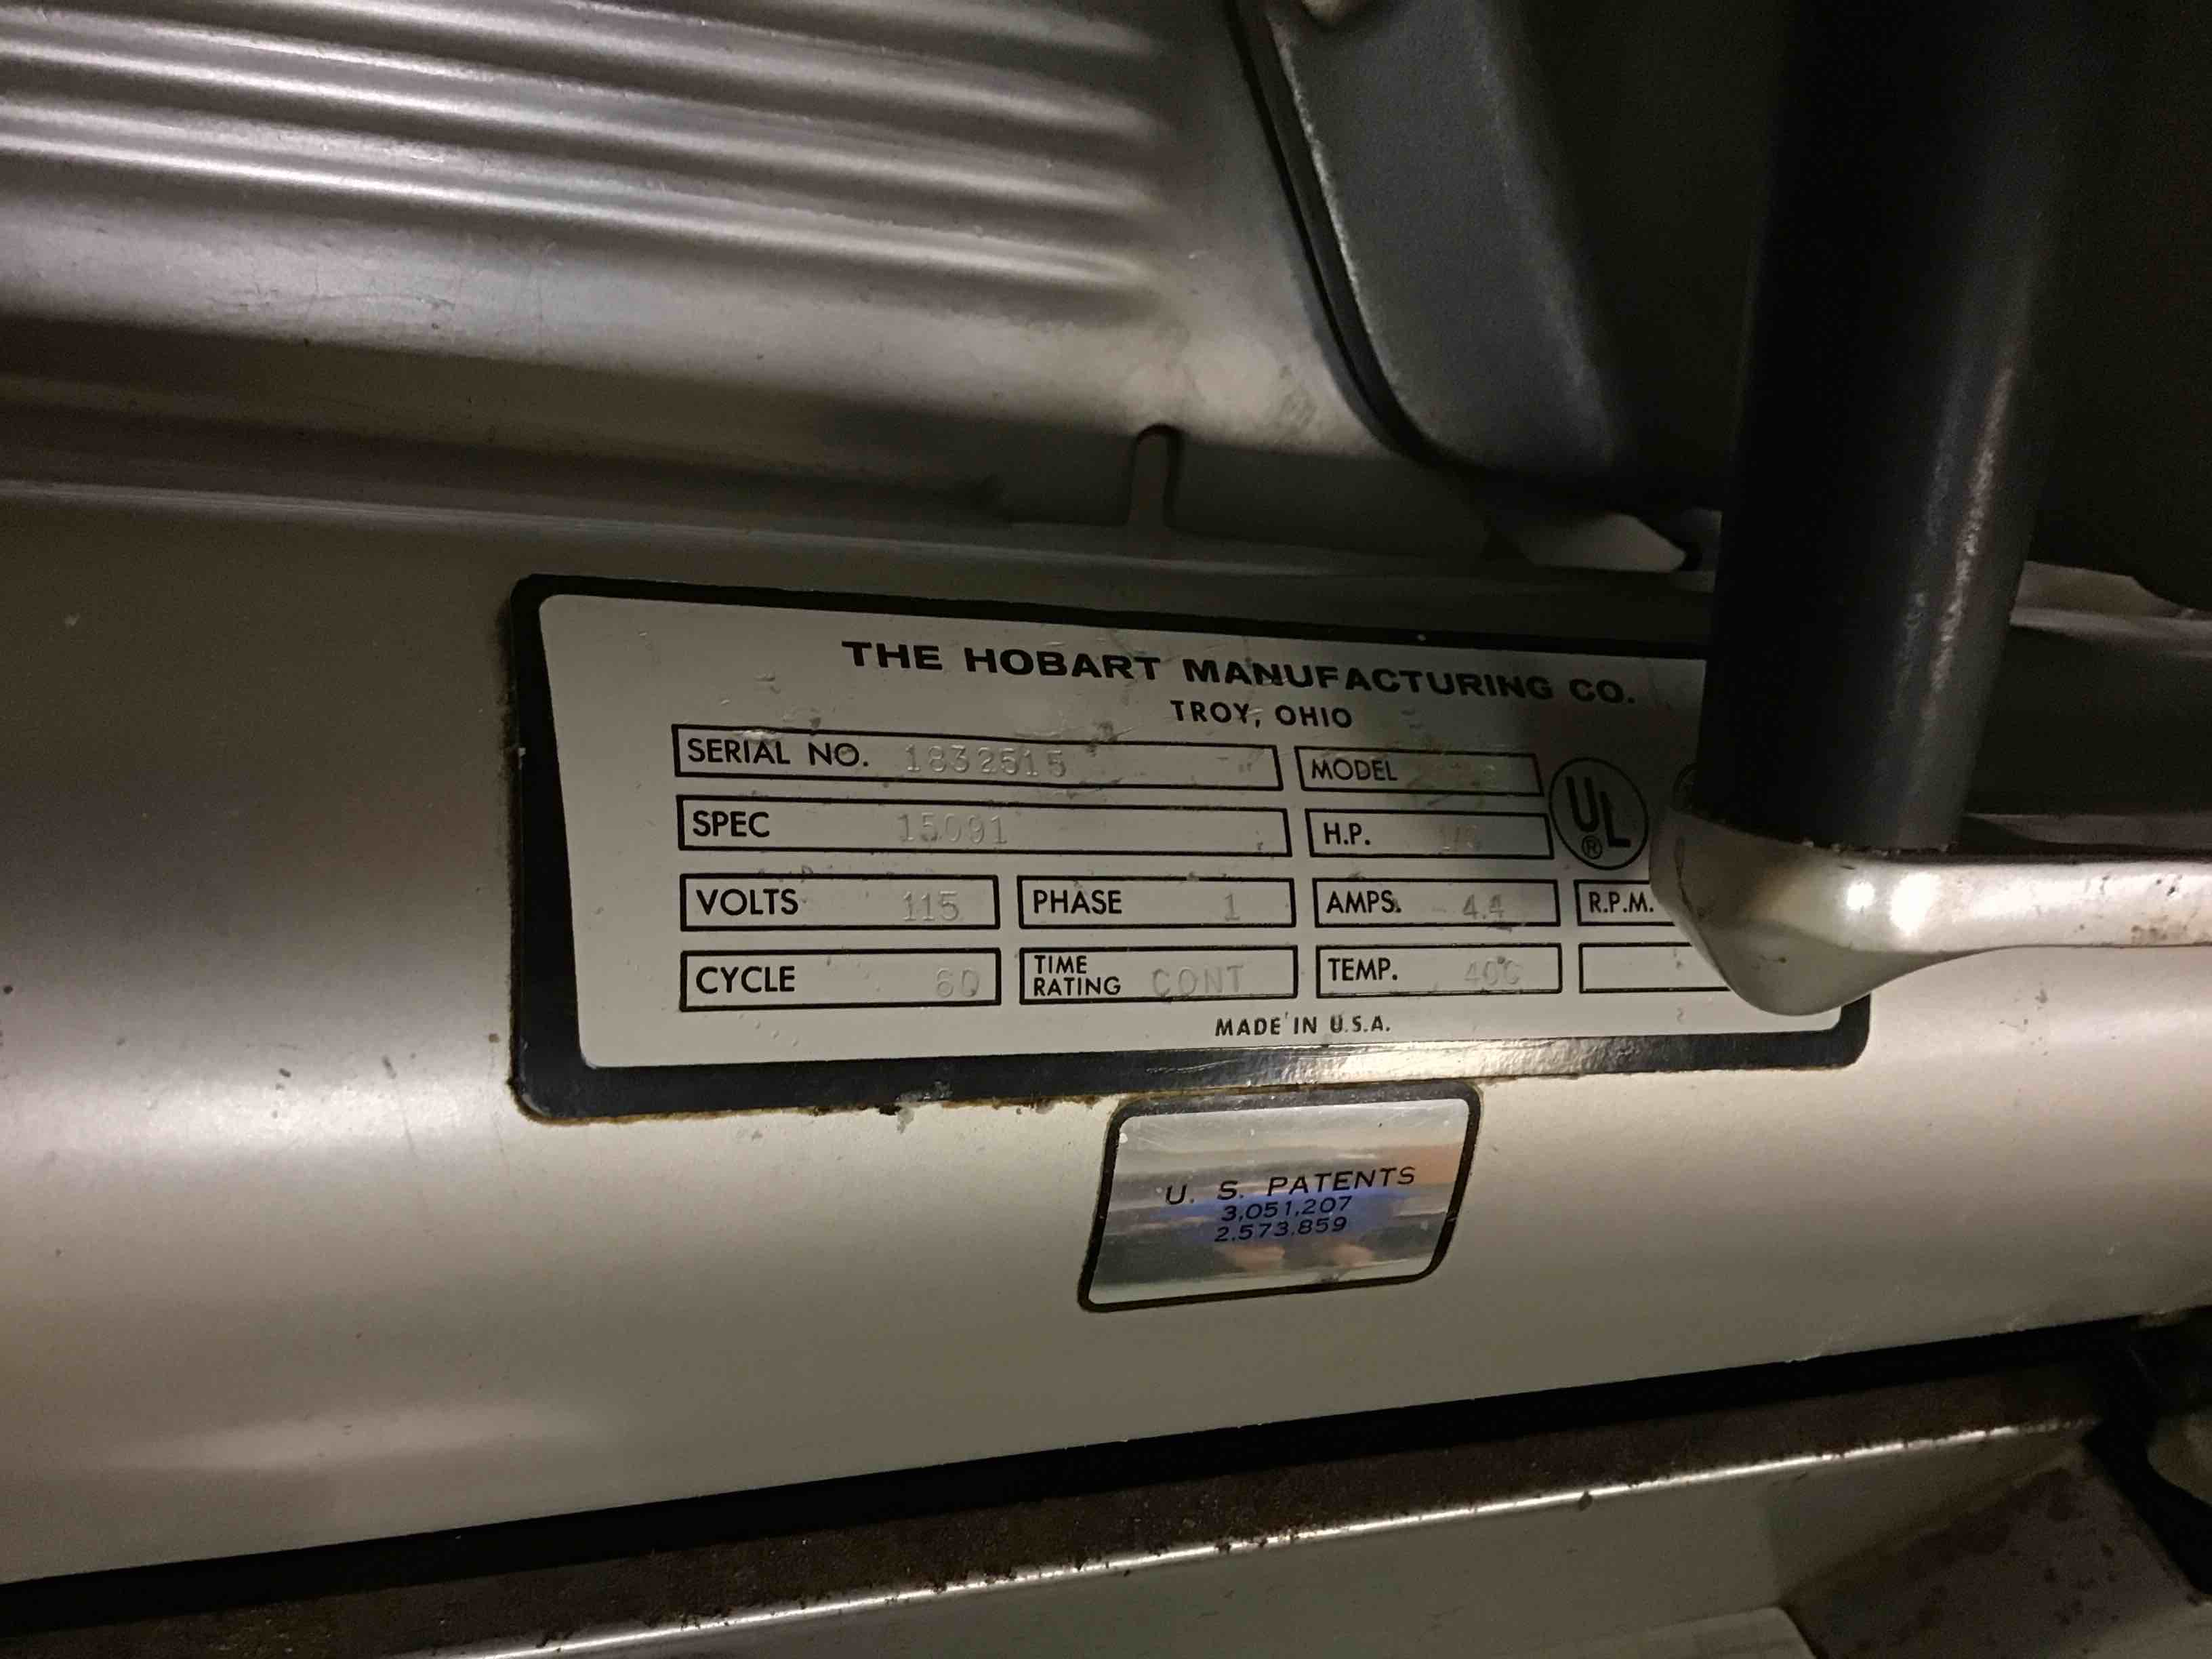 THE HOBART MANUFACTURING CO.
TROY, OHIO
SERIAL NO. 1832515
MODEL
SPEC 15091
H.P.
UL
®
VOLTS 115
PHASE 1
AMPS. 4.4
R.P.M.
CYCLE 60
TIME RATING CONT
TEMP. 40C
MADE IN U.S.A.
U. S. PATENTS
3,051,207
2,573,859